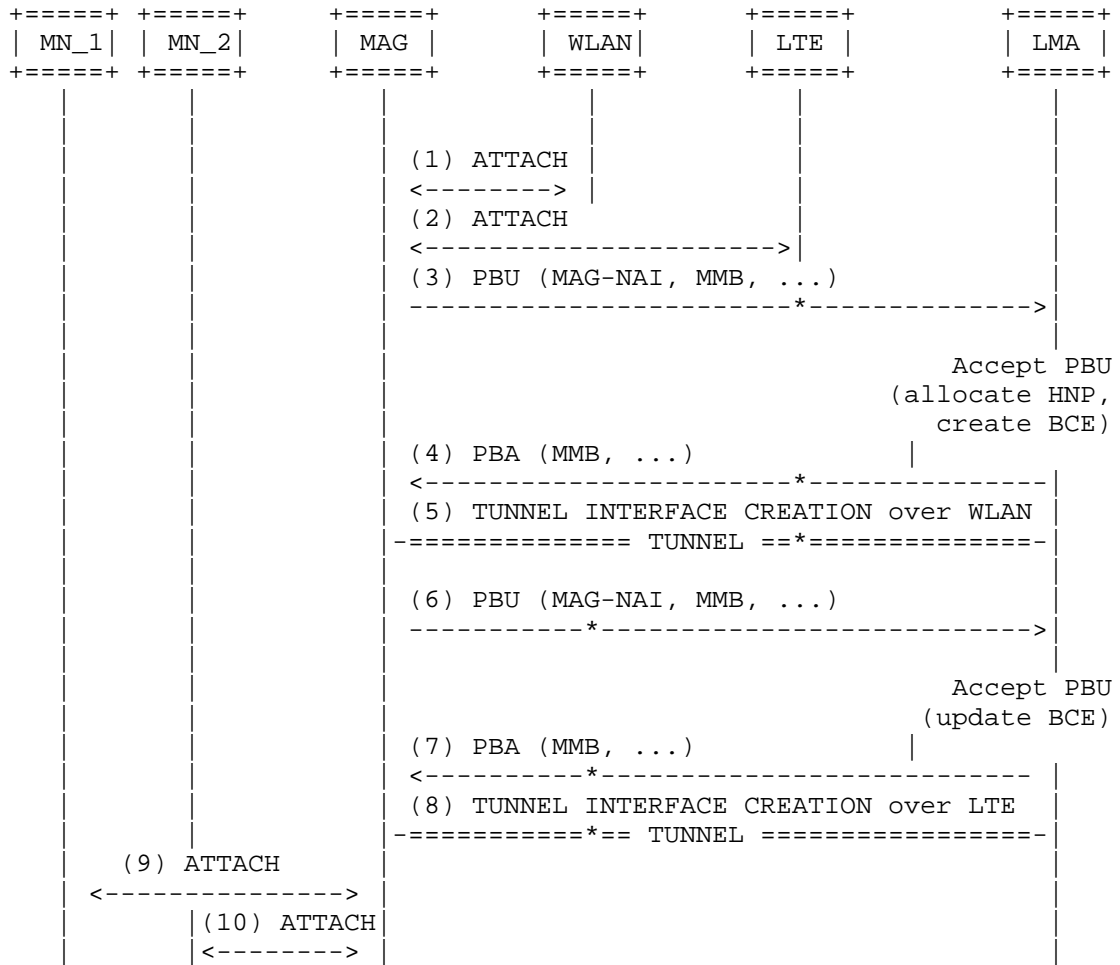 MN_1 MN_2 MAG WLAN LTE LMA
(1) ATTACH
(2) ATTACH
(3) PBU (MAG-NAI, MMB, ...)
Accept PBU
(allocate HNP,
create BCE)
(4) PBA (MMB, ...)
(5) TUNNEL INTERFACE CREATION over WLAN
TUNNEL
(6) PBU (MAG-NAI, MMB, ...)
Accept PBU
(update BCE)
(7) PBA (MMB, ...)
(8) TUNNEL INTERFACE CREATION over LTE
TUNNEL
(9) ATTACH
(10) ATTACH